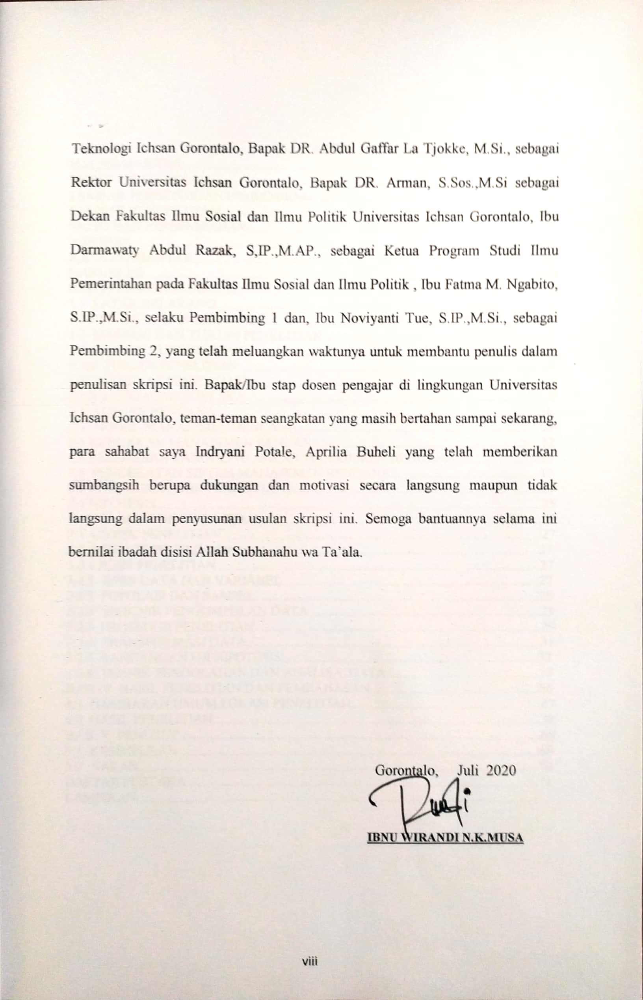 Teknologi Ichsan Gorontalo, Bapak DR. Abdul Gaffar La Tjokke, M.Si., sebagai
Rektor Universitas Ichsan Gorontalo, Bapak DR. Arman, S.Sos.,M.Si sebagai
Dekan Fakultas Ilmu Sosial dan Ilmu Politik Universitas Ichsan Gorontalo, Ibu
Darmawaty Abdul Razak, S,IP.,M.AP., sebagai Ketua Program Studi Ilmu
Pemerintahan pada Fakultas Ilmu Sosial dan Ilmu Politik , Ibu Fatma M. Ngabito,
S.IP.,M.Si., selaku Pembimbing 1 dan, Ibu Noviyanti Tue, S.IP.,M.Si., sebagai
Pembimbing 2, yang telah meluangkan waktunya untuk membantu penulis dalam
penulisan skripsi ini. Bapak/Ibu stap dosen pengajar di lingkungan Universitas
Ichsan Gorontalo, teman-teman seangkatan yang masih bertahan sampai sekarang,
para sahabat saya Indryani Potale, Aprilia Buheli yang telah memberikan
sumbangsih berupa dukungan dan motivasi secara langsung maupun tidak
langsung dalam penyusunan usulan skripsi ini. Semoga bantuannya selama ini
bernilai ibadah disisi Allah Subhanahu wa Ta'ala.
Gorontalo, Juli 2020
IBNU WIRANDI N.K.MUSA
viii